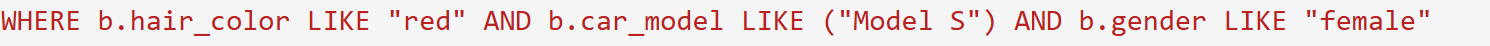 WHERE b.hair_color LIKE "red" AND b.car_model LIKE ("Model S") AND b.gender LIKE "female"